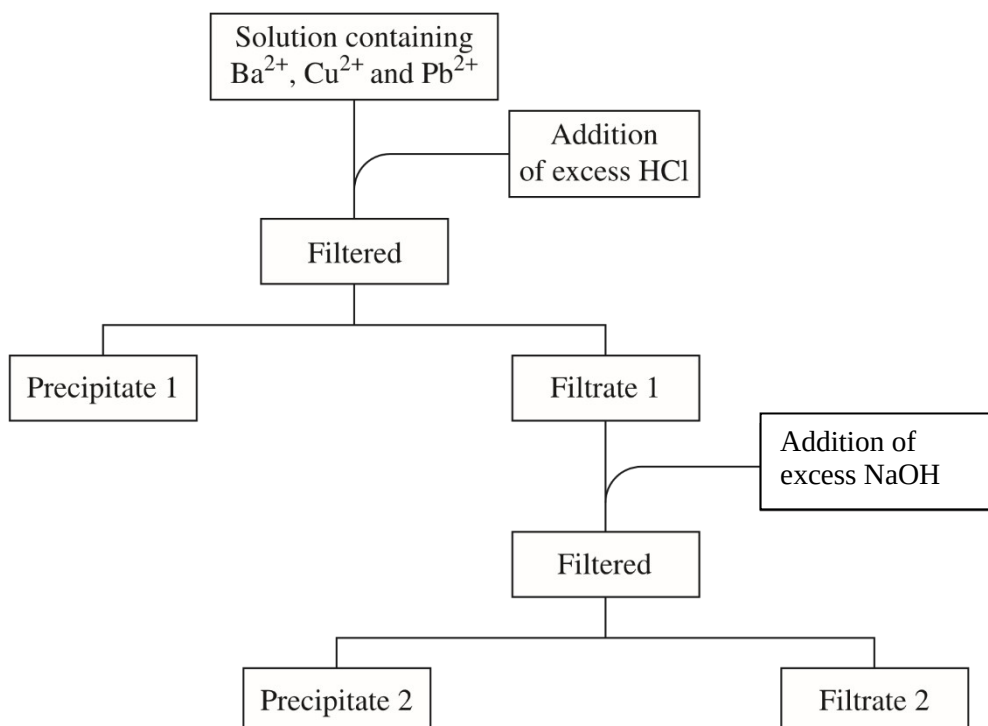 Solution containing
Ba²⁺, Cu²⁺ and Pb²⁺
Addition
of excess HCl
Filtered
Precipitate 1
Filtrate 1
Addition of
excess NaOH
Filtered
Precipitate 2
Filtrate 2